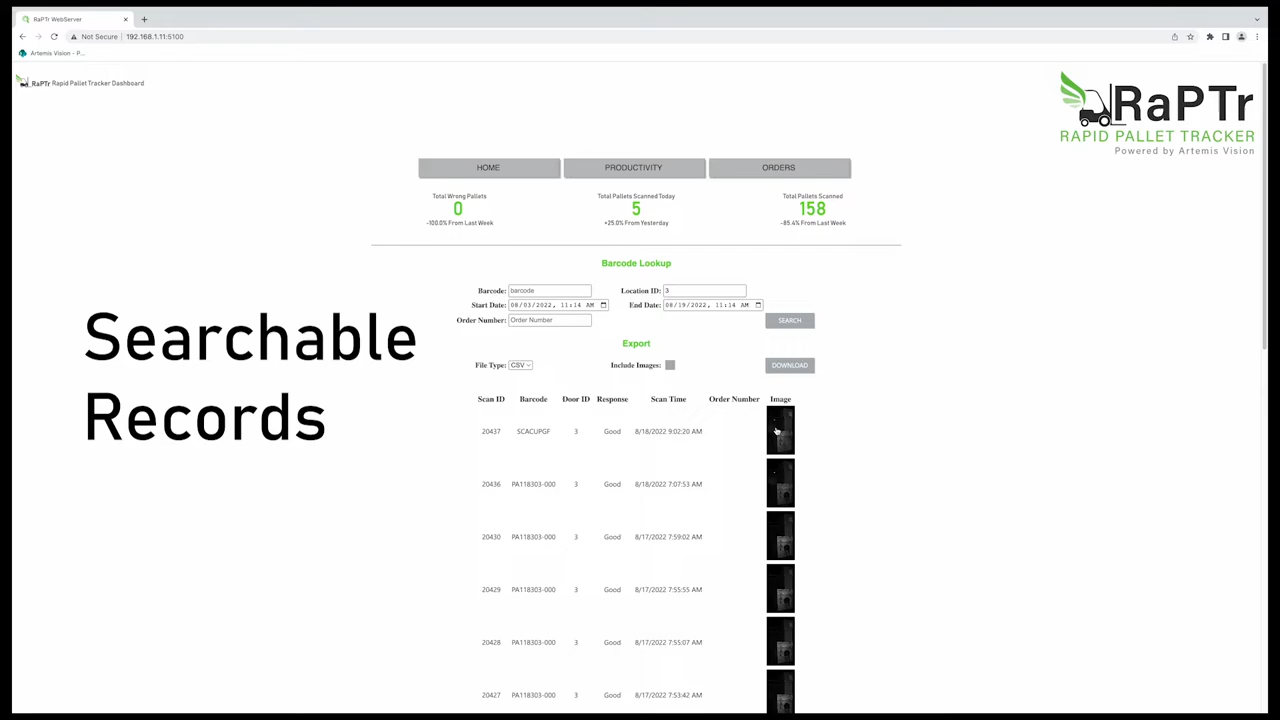 RaPTr WebServer
Not Secure 192.168.1.11:5100
Artemis Vision - P...
RaPTr Rapid Pallet Tracker Dashboard
RaPTr
RAPID PALLET TRACKER
Powered by Artemis Vision
HOME PRODUCTIVITY ORDERS
Total Wrong Pallets Total Pallets Scanned Today Total Pallets Scanned
0 5 158
-100.0% From Last Week +25.0% From Yesterday -85.4% From Last Week
Barcode Lookup
Barcode: barcode Location ID: 3
Start Date: 08/03/2022, 11:14 AM End Date: 08/19/2022, 11:14 AM
Order Number: Order Number SEARCH
Searchable
Records
Export
File Type: CSV Include Images: DOWNLOAD
Scan ID Barcode Door ID Response Scan Time Order Number Image
20437 SCACUPGF 3 Good 8/18/2022 9:02:20 AM
20436 PA118303-000 3 Good 8/18/2022 7:07:53 AM
20430 PA118303-000 3 Good 8/17/2022 7:59:02 AM
20429 PA118303-000 3 Good 8/17/2022 7:55:55 AM
20428 PA118303-000 3 Good 8/17/2022 7:55:07 AM
20427 PA118303-000 3 Good 8/17/2022 7:53:42 AM